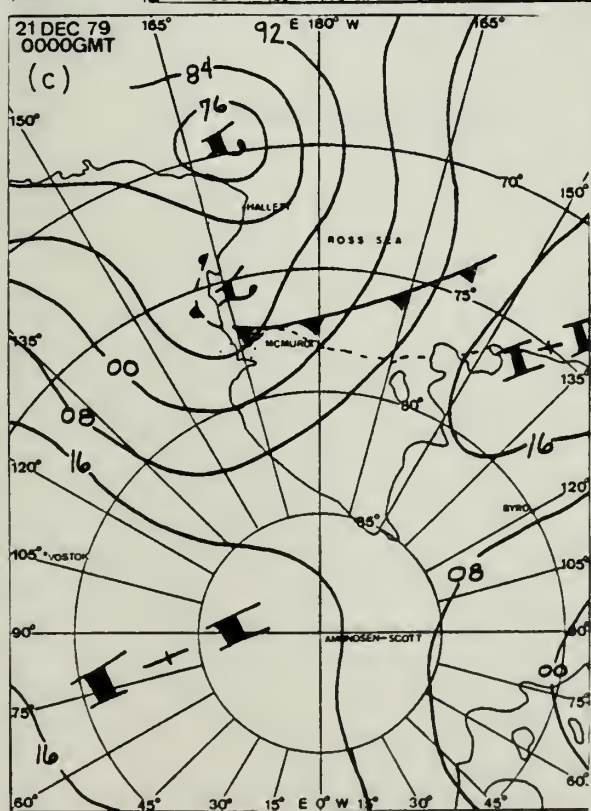 21 DEC 79
0000GMT
(c)
165° E 180° W 165°
92
84
76
L
150°
70°
150°
HALLETT
ROSS SEA
L
75°
135°
MCMURDO
H
135°
00
80°
08
16
16
120°
120°
85°
BYRD
105° VOSTOK
105°
08
90°
H
AMUNDSEN-SCOTT
90°
00
75°
75°
16
60° 45° 30° 15° E 0° W 15° 30° 45° 60°